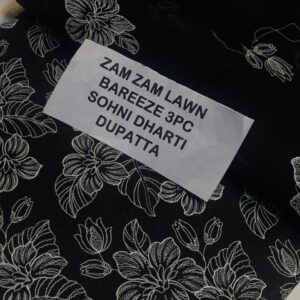 ZAM ZAM LAWN
BAREEZE 3PC
SOHNI DHARTI
DUPATTA